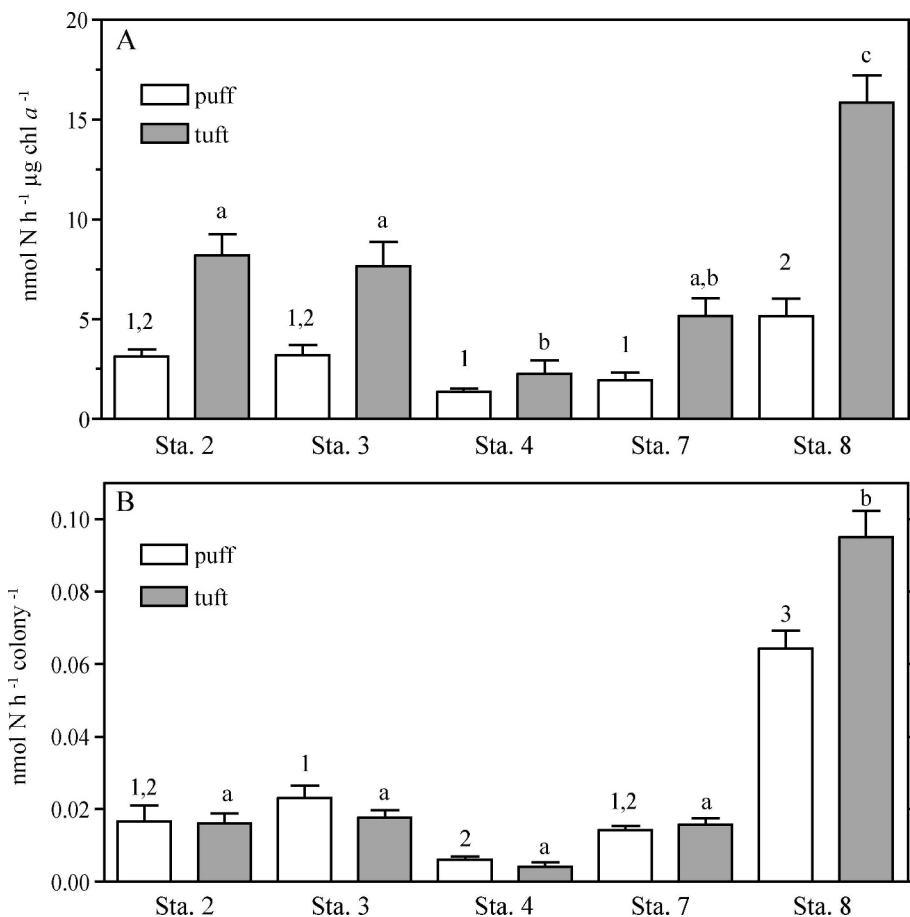 A
puff
tuft
nmol N h⁻¹ µg chl a⁻¹
20
15
10
5
0
1,2
a
1,2
a
1
b
1
a,b
2
c
Sta. 2
Sta. 3
Sta. 4
Sta. 7
Sta. 8
B
puff
tuft
nmol N h⁻¹ colony⁻¹
0.10
0.08
0.06
0.04
0.02
0.00
1,2
a
1
a
2
a
1,2
a
3
b
Sta. 2
Sta. 3
Sta. 4
Sta. 7
Sta. 8